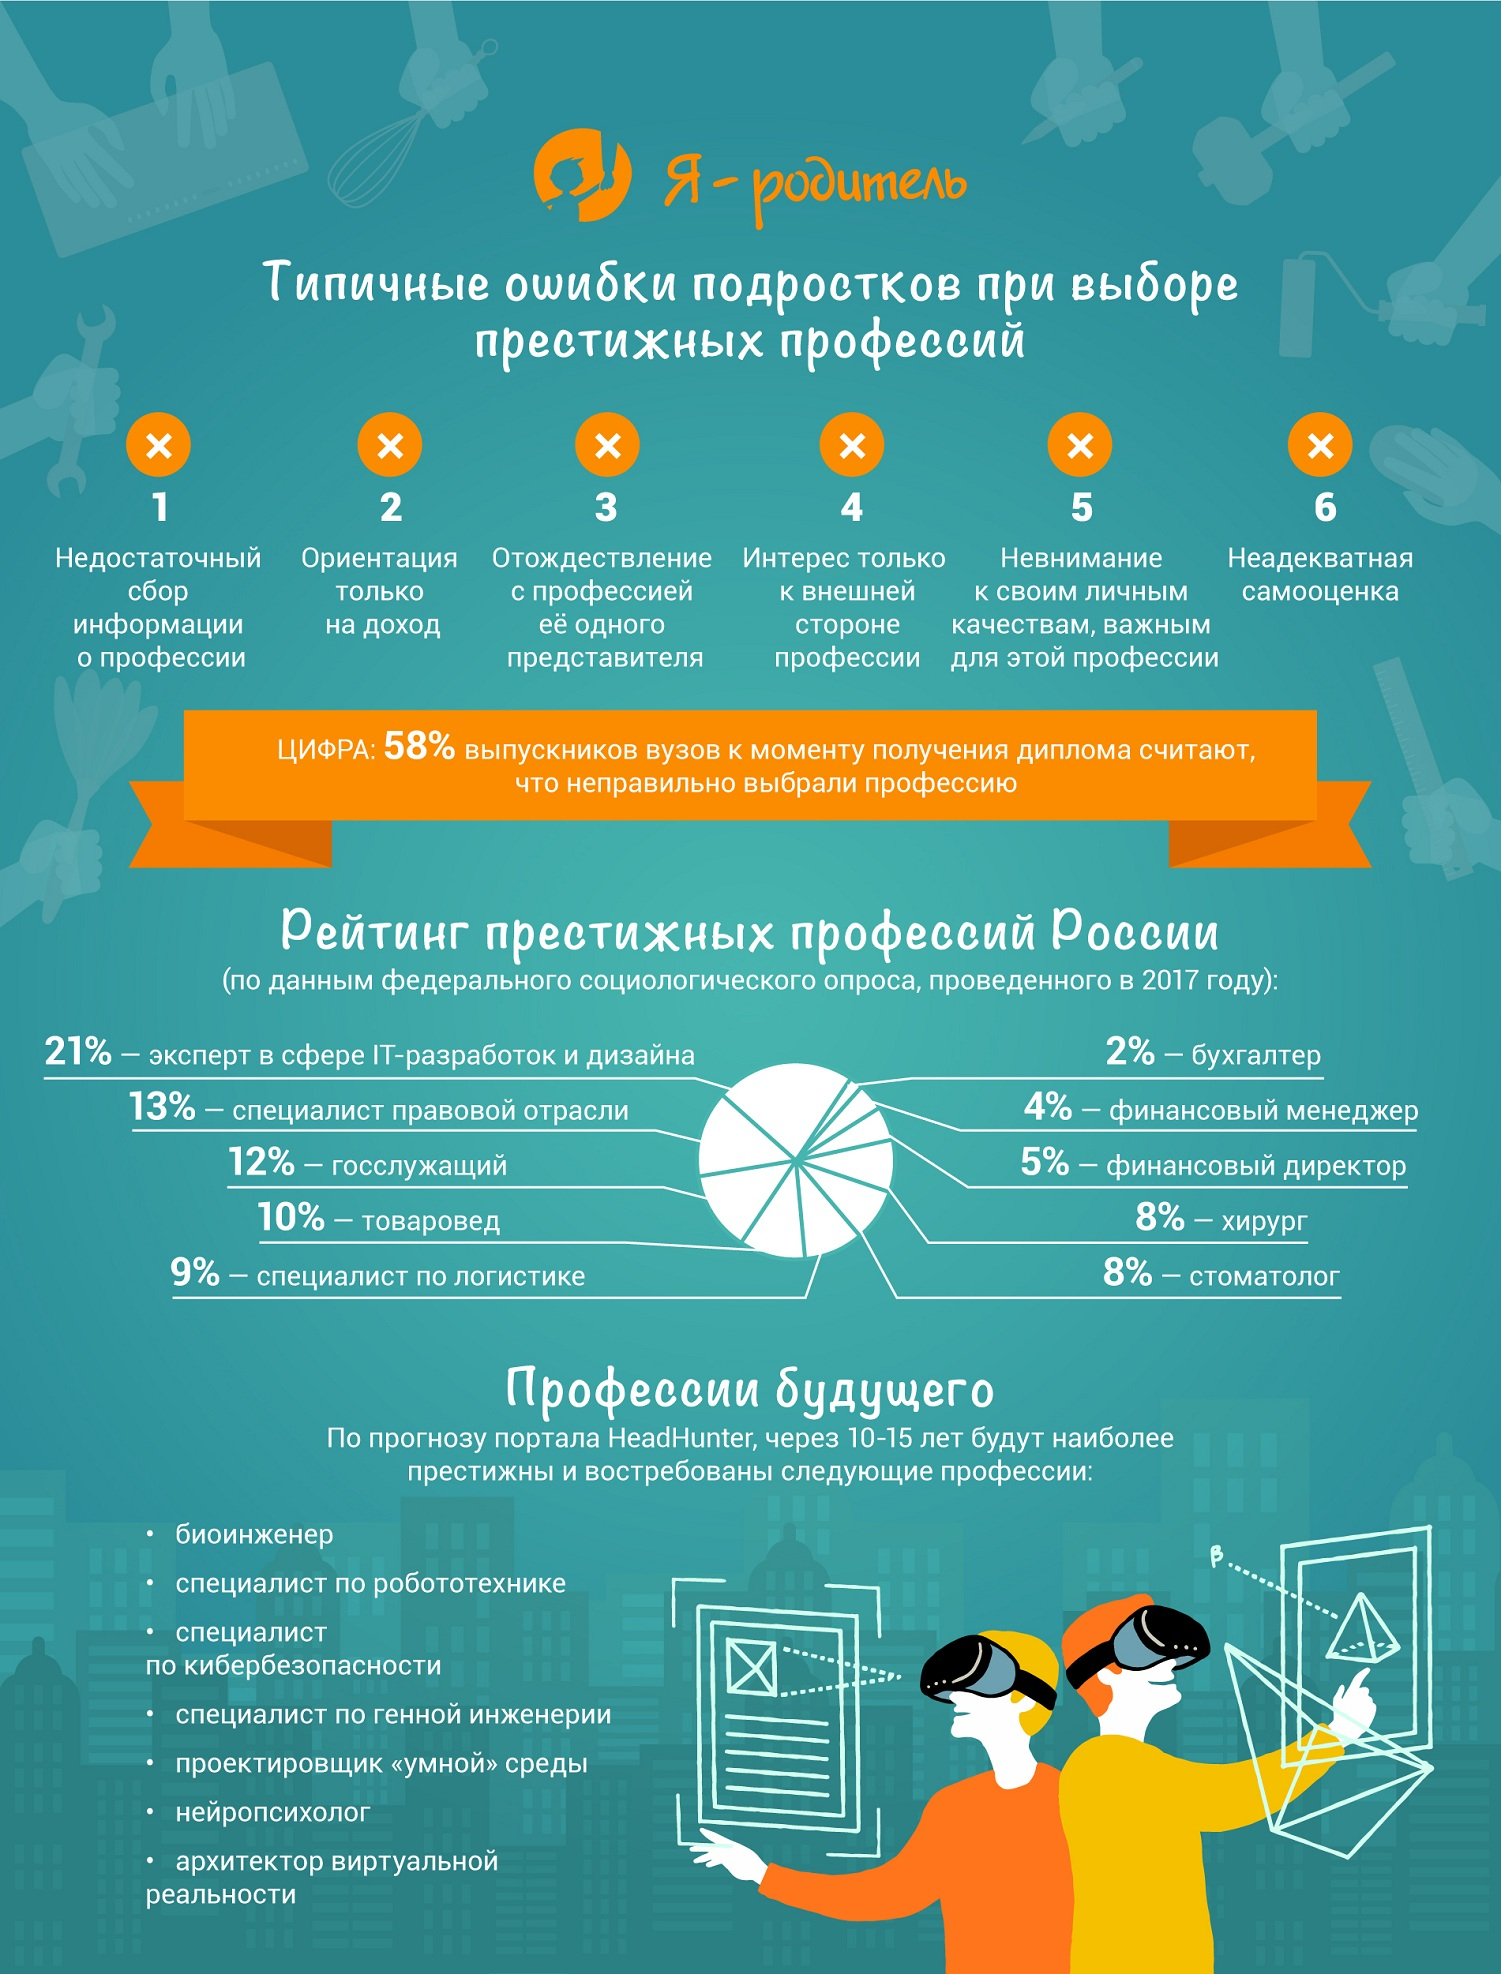 Я - родитель
Типичные ошибки подростков при выборе
престижных профессий
1
Недостаточный
сбор
информации
о профессии
2
Ориентация
только
на доход
3
Отождествление
с профессией
её одного
представителя
4
Интерес только
к внешней
стороне
профессии
5
Невнимание
к своим личным
качествам, важным
для этой профессии
6
Неадекватная
самооценка
ЦИФРА: 58% выпускников вузов к моменту получения диплома считают,
что неправильно выбрали профессию
Рейтинг престижных профессий России
(по данным федерального социологического опроса, проведенного в 2017 году):
21% — эксперт в сфере IT-разработок и дизайна
13% — специалист правовой отрасли
12% — госслужащий
10% — товаровед
9% — специалист по логистике
2% — бухгалтер
4% — финансовый менеджер
5% — финансовый директор
8% — хирург
8% — стоматолог
Профессии будущего
По прогнозу портала HeadHunter, через 10-15 лет будут наиболее
престижны и востребованы следующие профессии:
• биоинженер
• специалист по робототехнике
• специалист
по кибербезопасности
• специалист по генной инженерии
• проектировщик «умной» среды
• нейропсихолог
• архитектор виртуальной
реальности
β